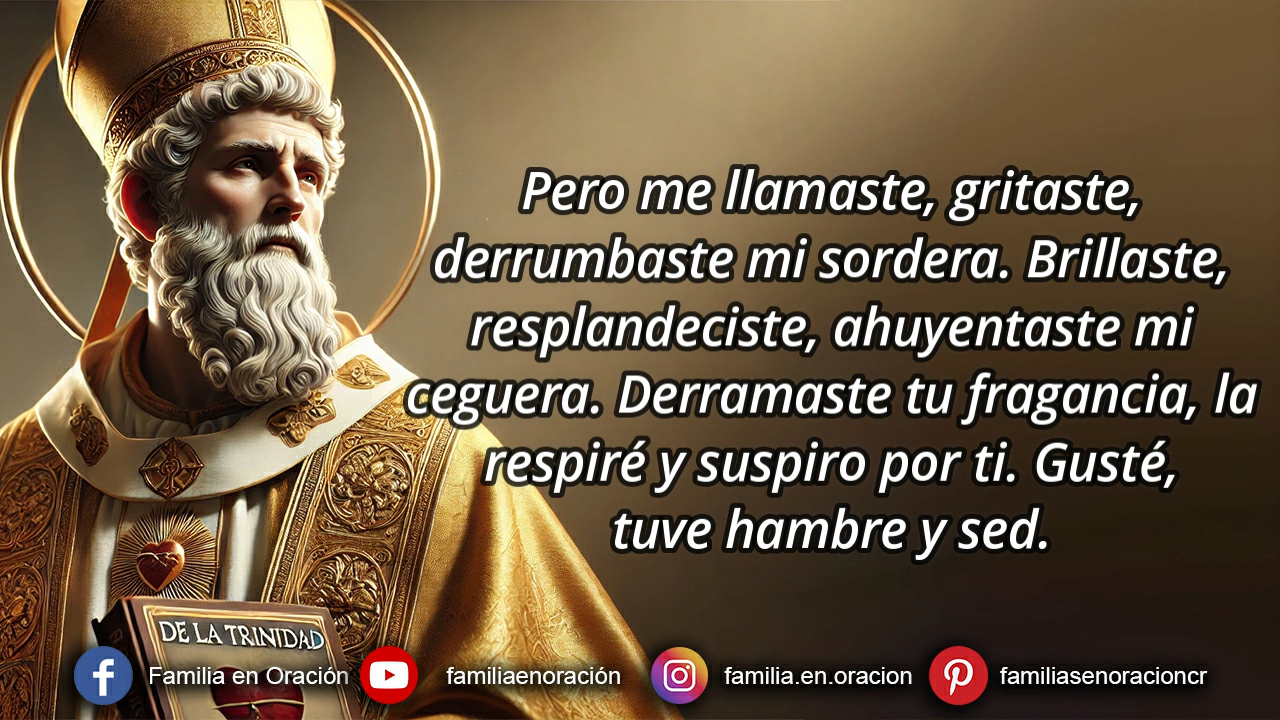 Pero me llamaste, gritaste,
derrumbaste mi sordera. Brillaste,
resplandeciste, ahuyentaste mi
ceguera. Derramaste tu fragancia, la
respiré y suspiro por ti. Gusté,
tuve hambre y sed.
DE LA TRINIDAD
Familia en Oración
familiaenoración
familia.en.oracion
familiasenoracioncr